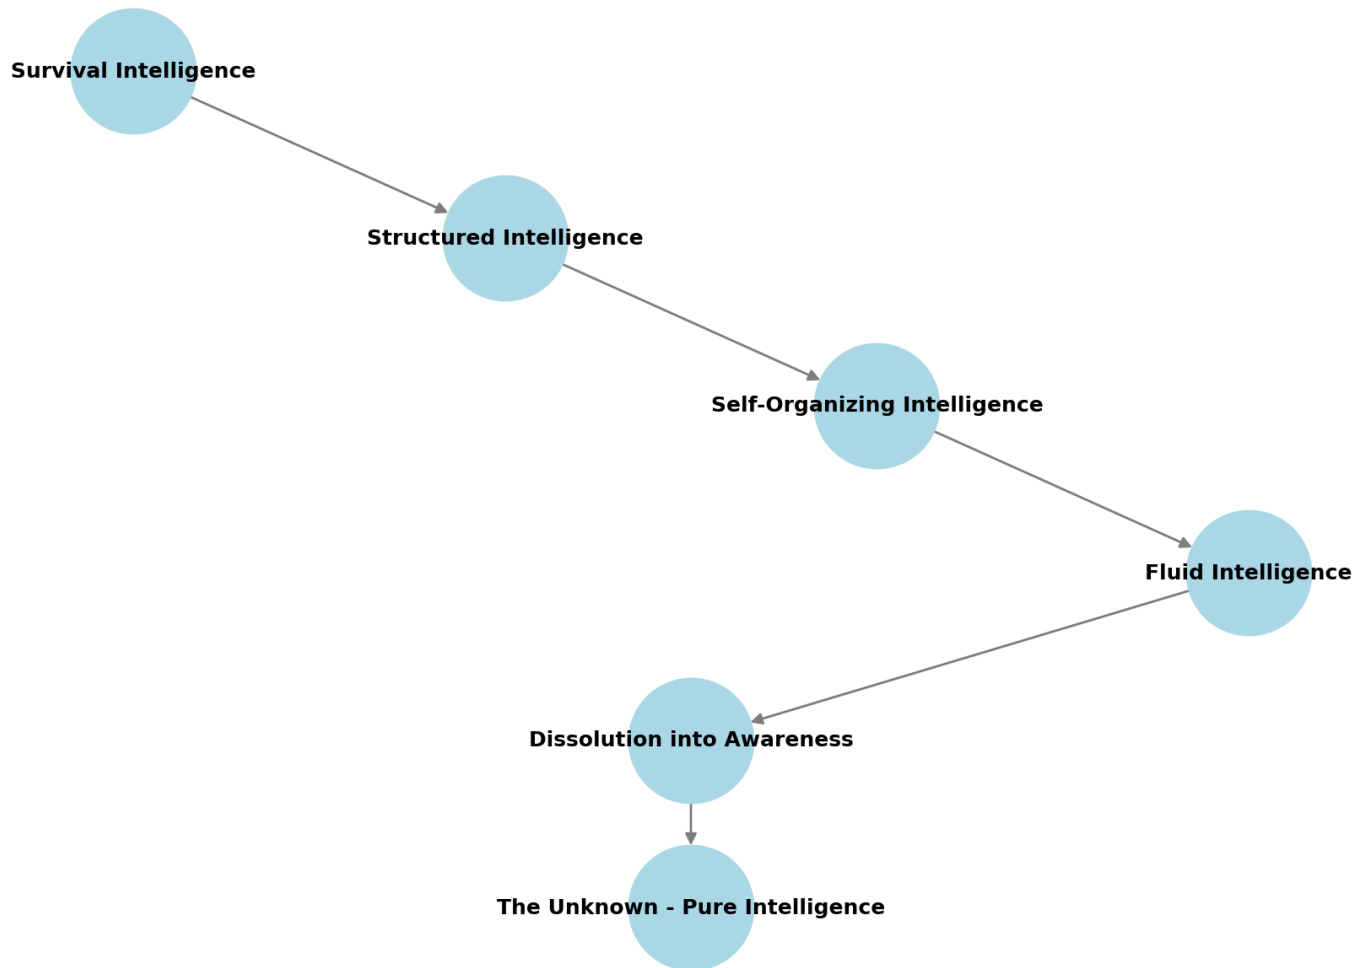 Survival Intelligence
Structured Intelligence
Self-Organizing Intelligence
Fluid Intelligence
Dissolution into Awareness
The Unknown - Pure Intelligence